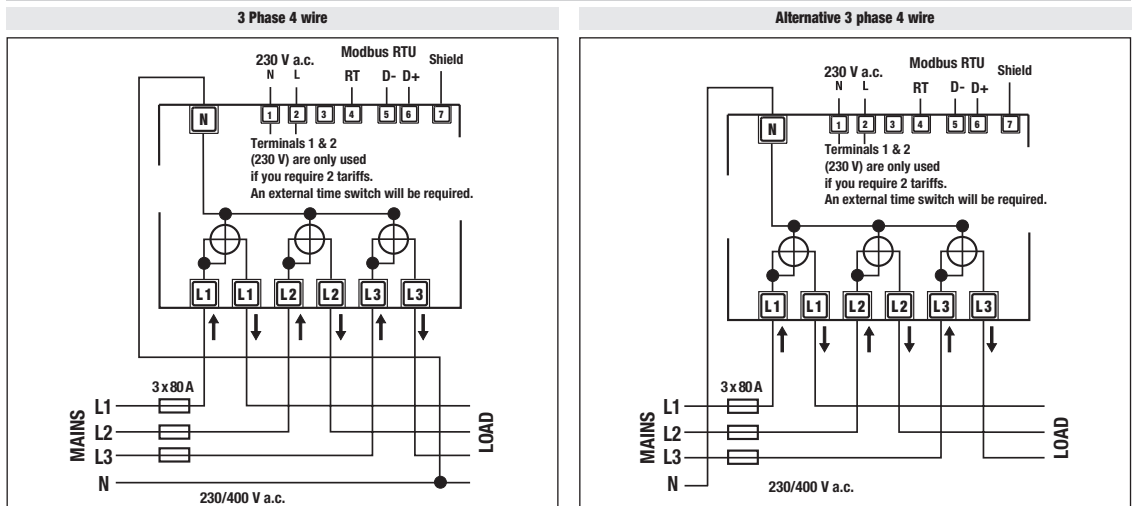 3 Phase 4 wire
230 V a.c.
Modbus RTU
Shield
N L RT D- D+
N
1 2 3 4 5 6 7
Terminals 1 & 2
(230 V) are only used
if you require 2 tariffs.
An external time switch will be required.
L1 L1 L2 L2 L3 L3
3 x 80 A
MAINS
L1
L2
L3
N
LOAD
230/400 V a.c.
Alternative 3 phase 4 wire
230 V a.c.
Modbus RTU
Shield
N L RT D- D+
N
1 2 3 4 5 6 7
Terminals 1 & 2
(230 V) are only used
if you require 2 tariffs.
An external time switch will be required.
L1 L1 L2 L2 L3 L3
3 x 80 A
MAINS
L1
L2
L3
N
LOAD
230/400 V a.c.